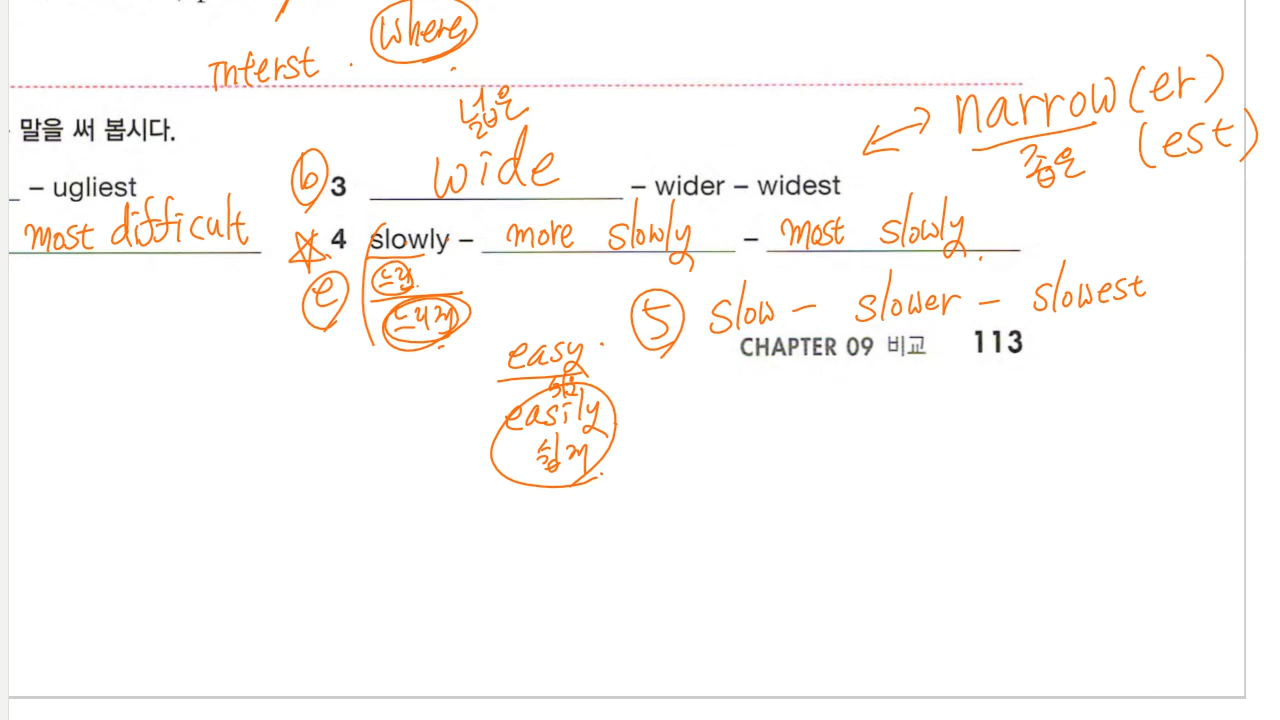 Interst . where
넓은
narrow (er)
말을 써 봅시다.
좁은 (est)
– ugliest
b 3 wide – wider – widest
most difficult
4 slowly – more slowly – most slowly.
e
느린
느리게
5 slow – slower – slowest
easy.
CHAPTER 09 비교 113
easily
쉽게